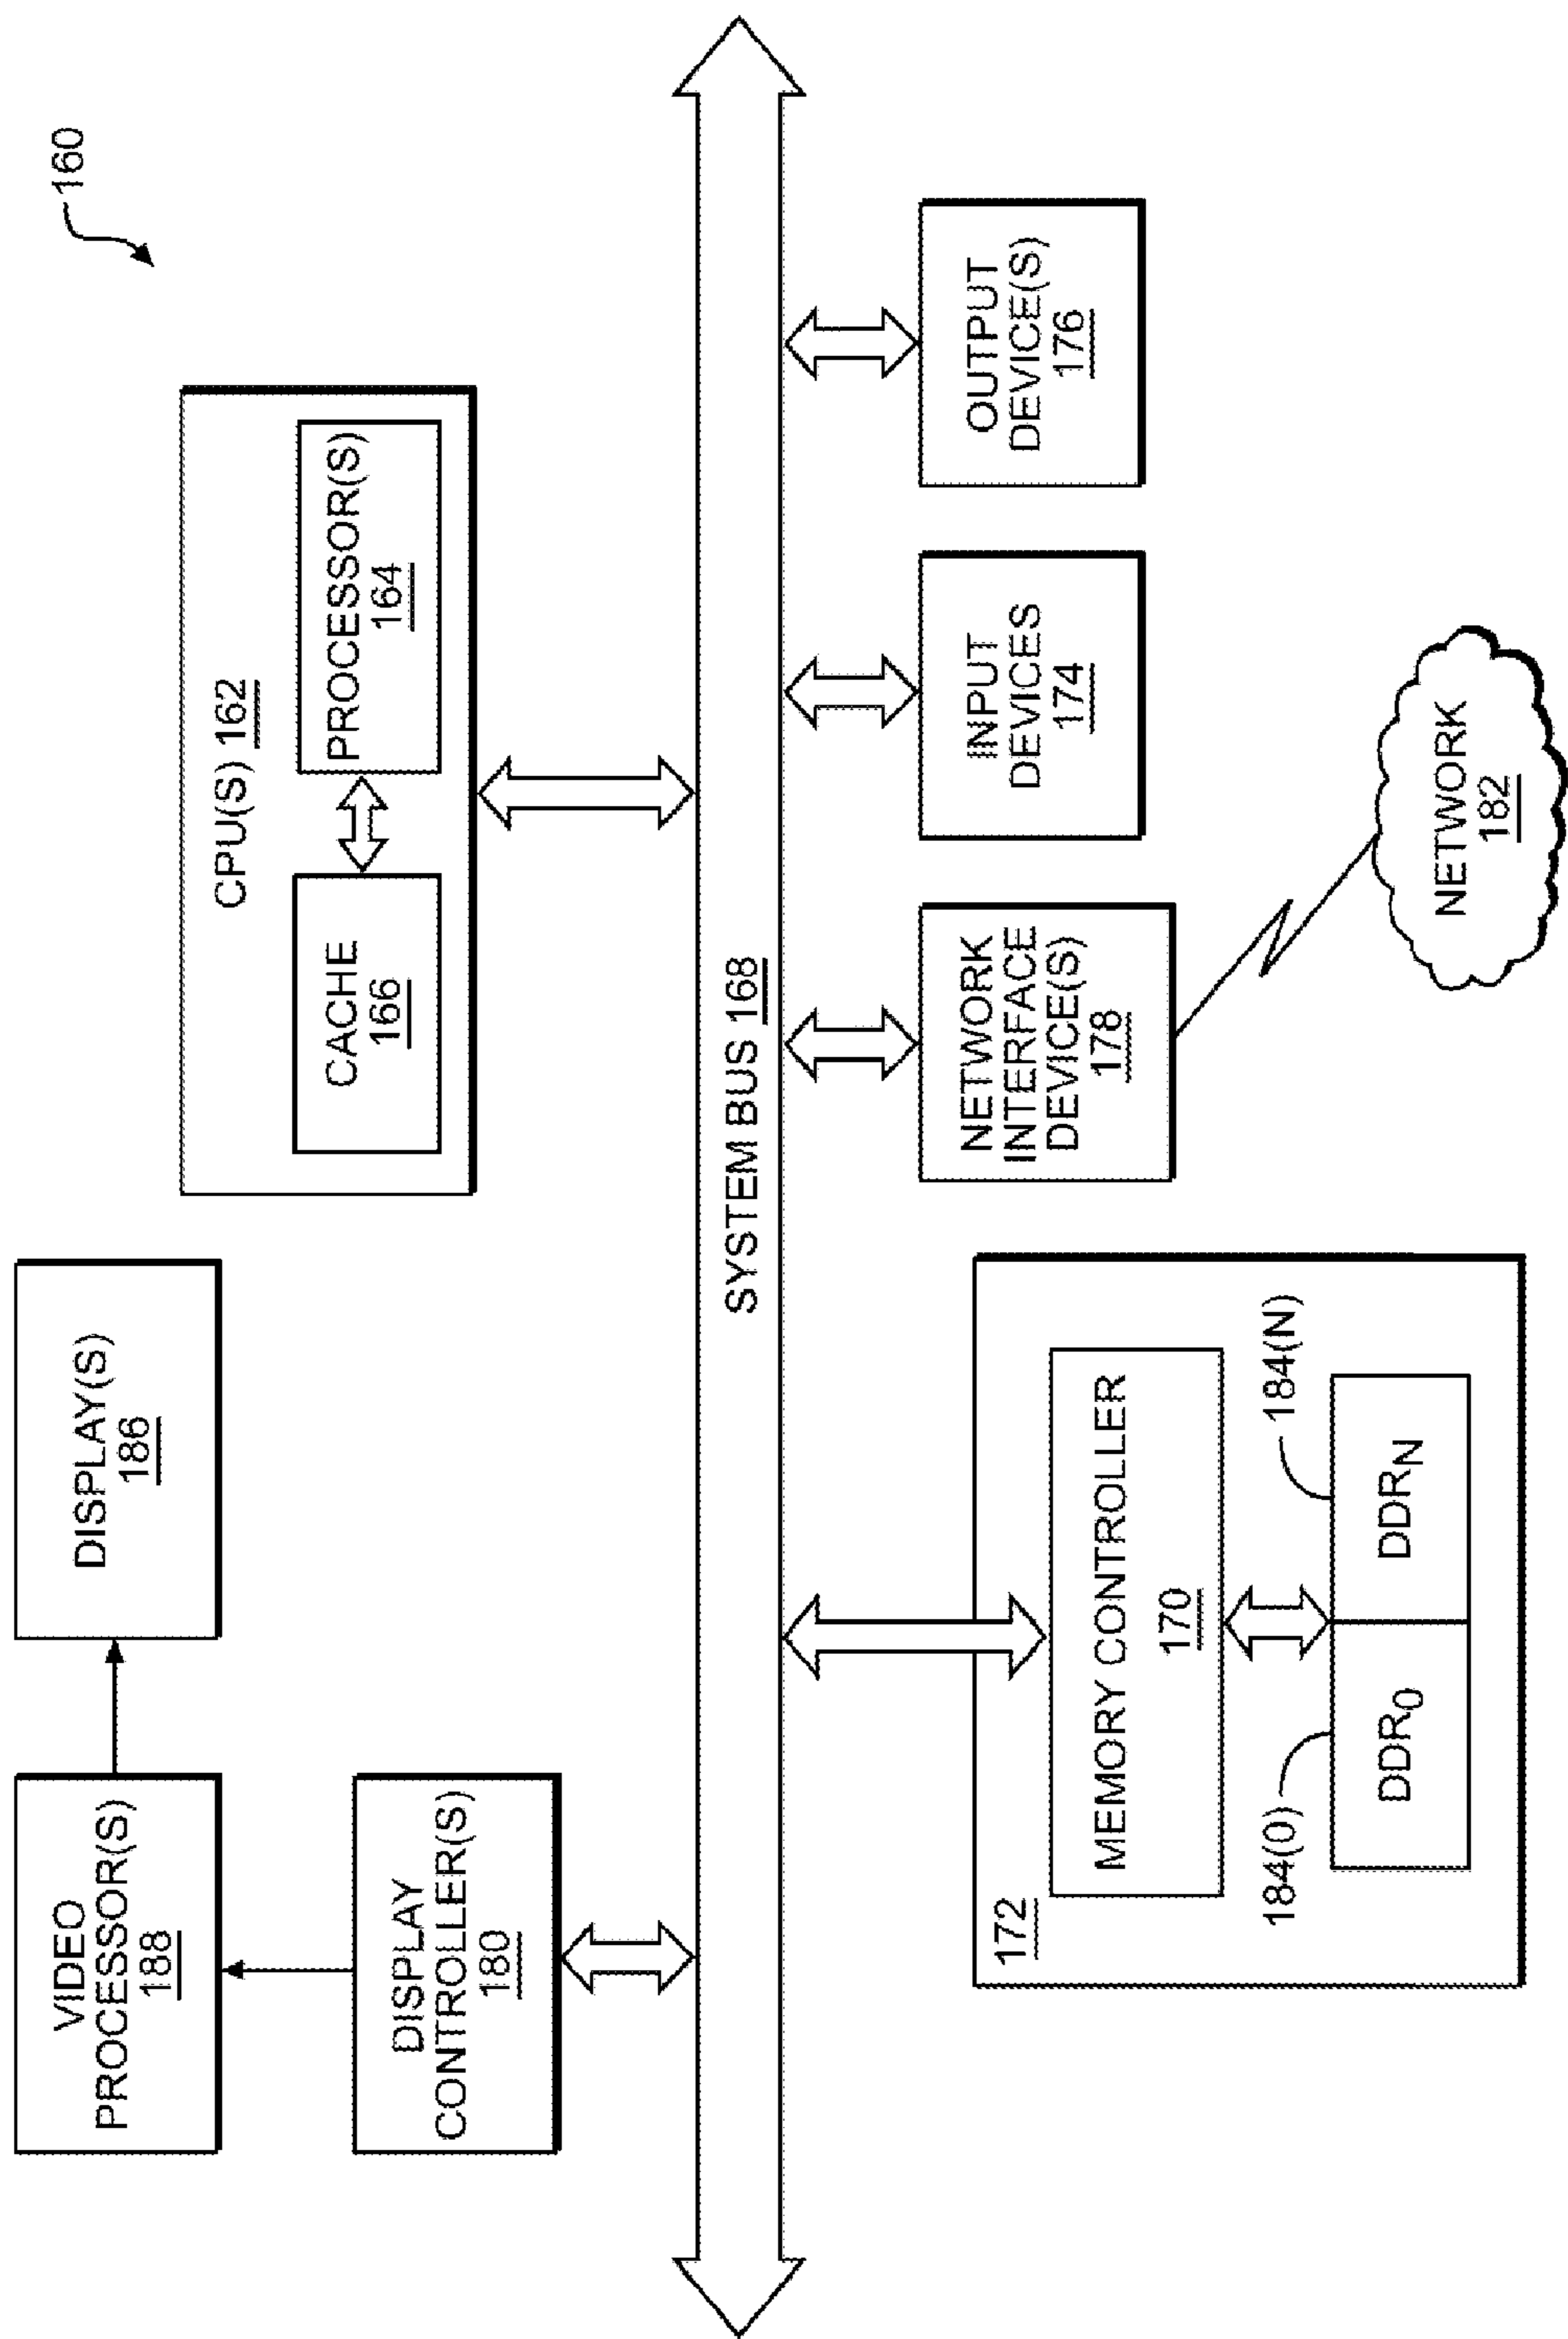 160
CPU(S) 162
CACHE
166
PROCESSOR(S)
164
VIDEO
PROCESSOR(S)
188
DISPLAY(S)
186
DISPLAY
CONTROLLER(S)
180
SYSTEM BUS 168
172
MEMORY CONTROLLER
170
184(0)
184(N)
DDR0
DDRN
NETWORK
INTERFACE
DEVICE(S)
178
INPUT
DEVICES
174
OUTPUT
DEVICE(S)
176
NETWORK
182